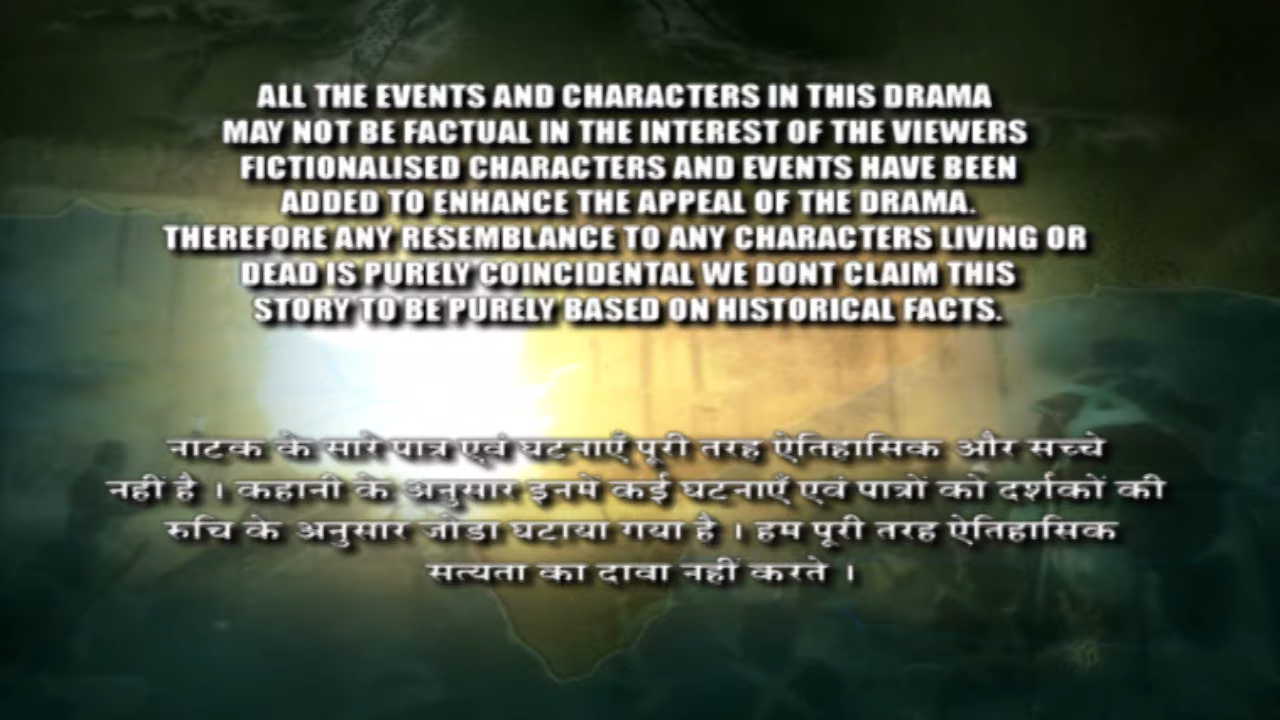 ALL THE EVENTS AND CHARACTERS IN THIS DRAMA
MAY NOT BE FACTUAL IN THE INTEREST OF THE VIEWERS
FICTIONALISED CHARACTERS AND EVENTS HAVE BEEN
ADDED TO ENHANCE THE APPEAL OF THE DRAMA.
THEREFORE ANY RESEMBLANCE TO ANY CHARACTERS LIVING OR
DEAD IS PURELY COINCIDENTAL WE DONT CLAIM THIS
STORY TO BE PURELY BASED ON HISTORICAL FACTS.
नाटक के सारे पात्र एवं घटनाएँ पूरी तरह ऐतिहासिक और सच्चे
नहीं है । कहानी के अनुसार इनमें कई घटनाएँ एवं पात्रों को दर्शकों की
रुचि के अनुसार जोडा घटाया गया है । हम पूरी तरह ऐतिहासिक
सत्यता का दावा नहीं करते ।